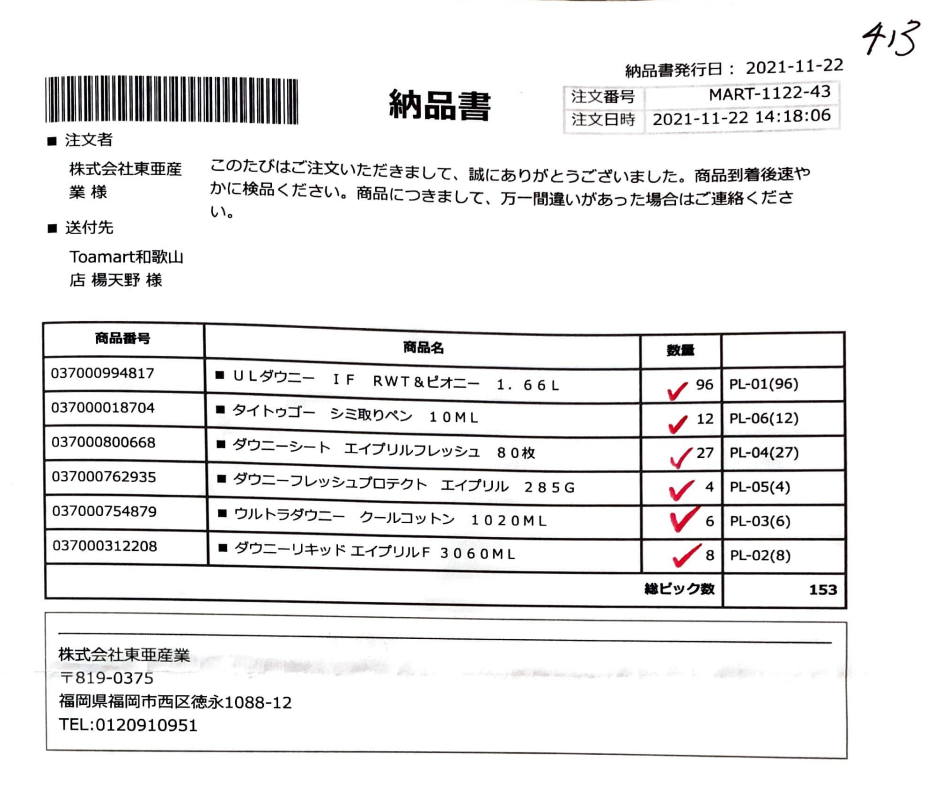 413
納品書発行日： 2021-11-22
納品書
注文番号 MART-1122-43
注文日時 2021-11-22 14:18:06
■ 注文者
株式会社東亜産
業 様
このたびはご注文いただきまして、誠にありがとうございました。商品到着後速や
かに検品ください。商品につきまして、万一間違いがあった場合はご連絡くださ
い。
■ 送付先
Toamart和歌山
店 楊天野 様
商品番号 商品名 数量
037000994817 ■ ＵＬダウニー　ＩＦ　ＲＷＴ＆ピオニー　１．６６Ｌ 96 PL-01(96)
037000018704 ■ タイトゥゴー　シミ取りペン　１０ＭＬ 12 PL-06(12)
037000800668 ■ ダウニーシート　エイプリルフレッシュ　８０枚 27 PL-04(27)
037000762935 ■ ダウニーフレッシュプロテクト　エイプリル　２８５Ｇ 4 PL-05(4)
037000754879 ■ ウルトラダウニー　クールコットン　１０２０ＭＬ 6 PL-03(6)
037000312208 ■ ダウニーリキッド エイプリルＦ ３０６０ＭＬ 8 PL-02(8)
総ピック数 153
株式会社東亜産業
〒819-0375
福岡県福岡市西区徳永1088-12
TEL:0120910951